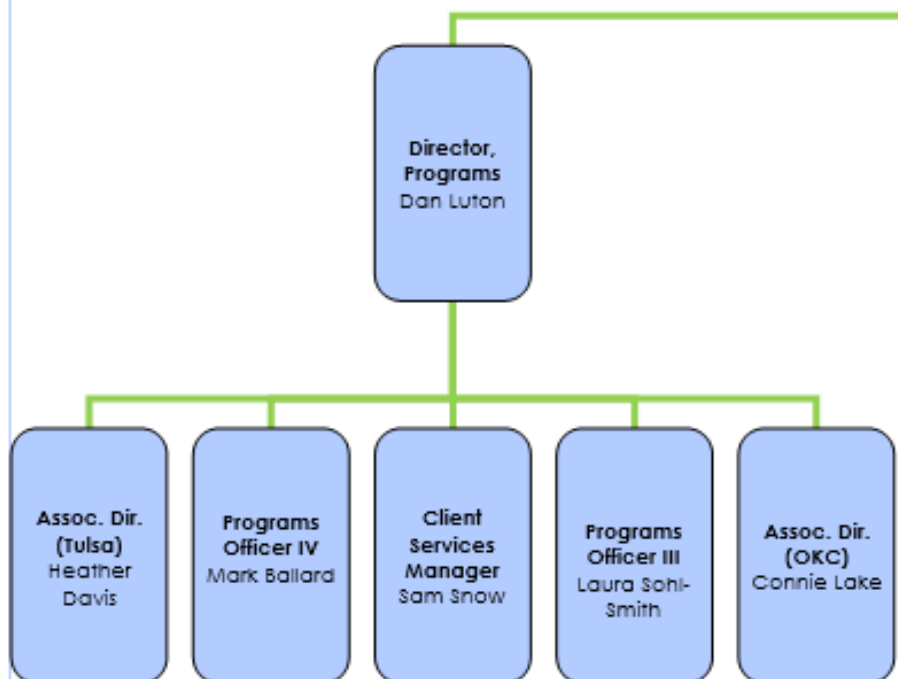 Director,
Programs
Dan Luton
Assoc. Dir.
(Tulsa)
Heather
Davis
Programs
Officer IV
Mark Ballard
Client
Services
Manager
Sam Snow
Programs
Officer III
Laura Sohl-
Smith
Assoc. Dir.
(OKC)
Connie Lake